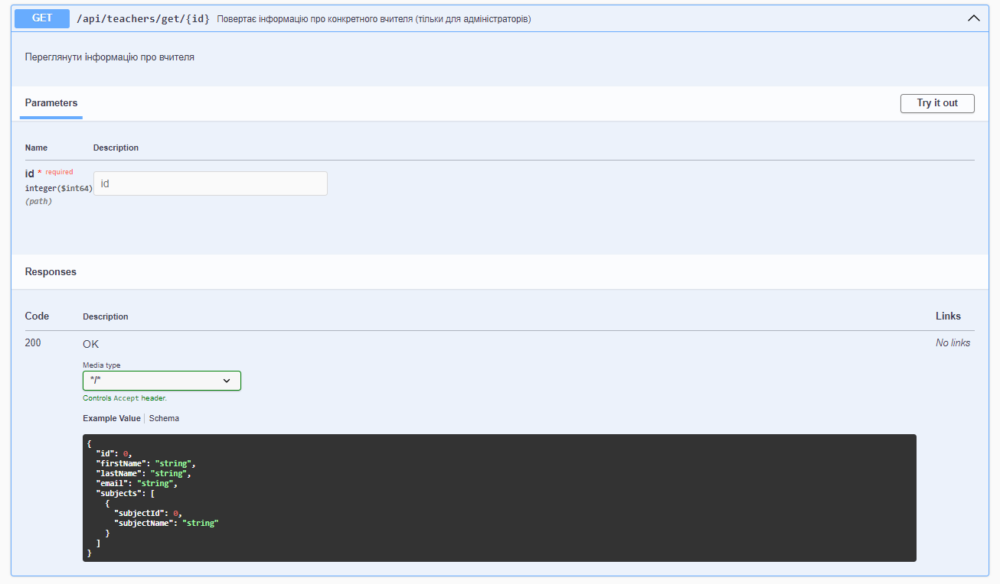 GET /api/teachers/get/{id} Повертає інформацію про конкретного вчителя (тільки для адміністраторів)
Переглянути інформацію про вчителя
Parameters Try it out
Name Description
id * required
integer($int64)
(path)
id
Responses
Code Description Links
200 OK No links
Media type
*/*
Controls Accept header.
Example Value Schema
{
  "id": 0,
  "firstName": "string",
  "lastName": "string",
  "email": "string",
  "subjects": [
    {
      "subjectId": 0,
      "subjectName": "string"
    }
  ]
}